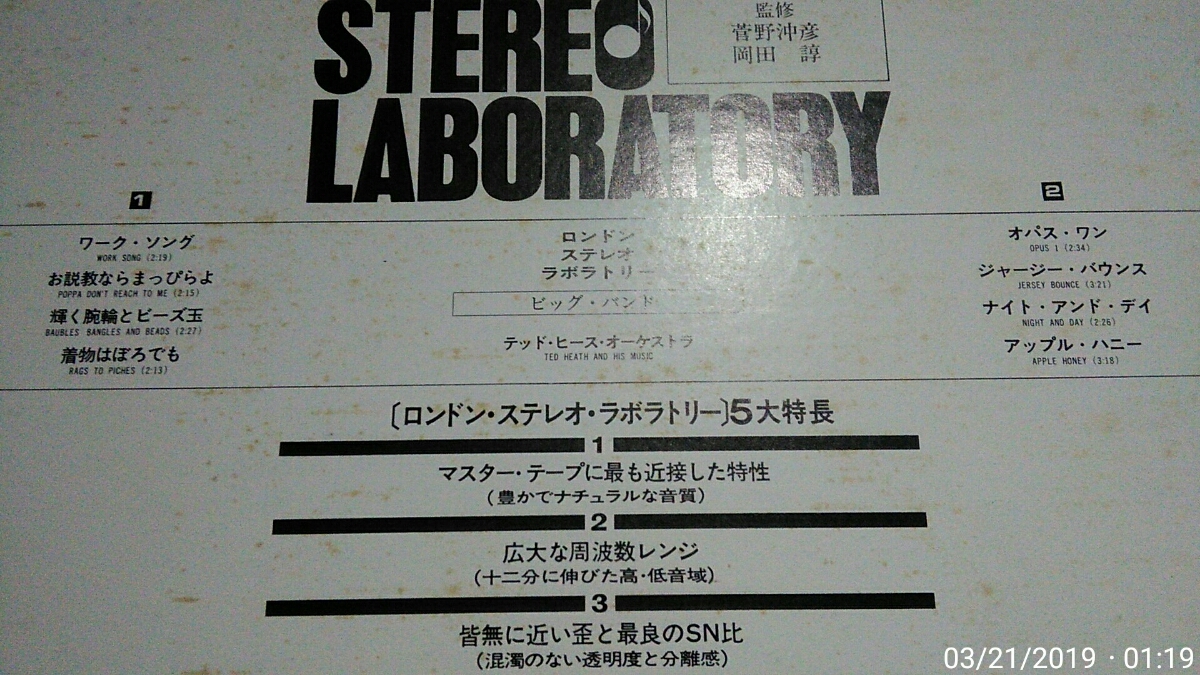 STEREO
LABORATORY
監修
菅野沖彦
岡田 諄
1
ワーク・ソング
WORK SONG (2:19)
お説教ならまっぴらよ
POPPA DON'T REACH TO ME (2:15)
輝く腕輪とビーズ玉
BAUBLES BANGLES AND BEADS (2:27)
着物はぼろでも
RAGS TO PICHES (2:13)
ロンドン
ステレオ
ラボラトリー
ビッグ・バンド
テッド・ヒース・オーケストラ
TED HEATH AND HIS MUSIC
2
オパス・ワン
OPUS 1 (2:34)
ジャージー・バウンス
JERSEY BOUNCE (3:21)
ナイト・アンド・デイ
NIGHT AND DAY (2:26)
アップル・ハニー
APPLE HONEY (3:18)
〔ロンドン・ステレオ・ラボラトリー〕5大特長
1
マスター・テープに最も近接した特性
(豊かでナチュラルな音質)
2
広大な周波数レンジ
(十二分に伸びた高・低音域)
3
皆無に近い歪と最良のSN比
(混濁のない透明度と分離感)
03/21/2019・01:19